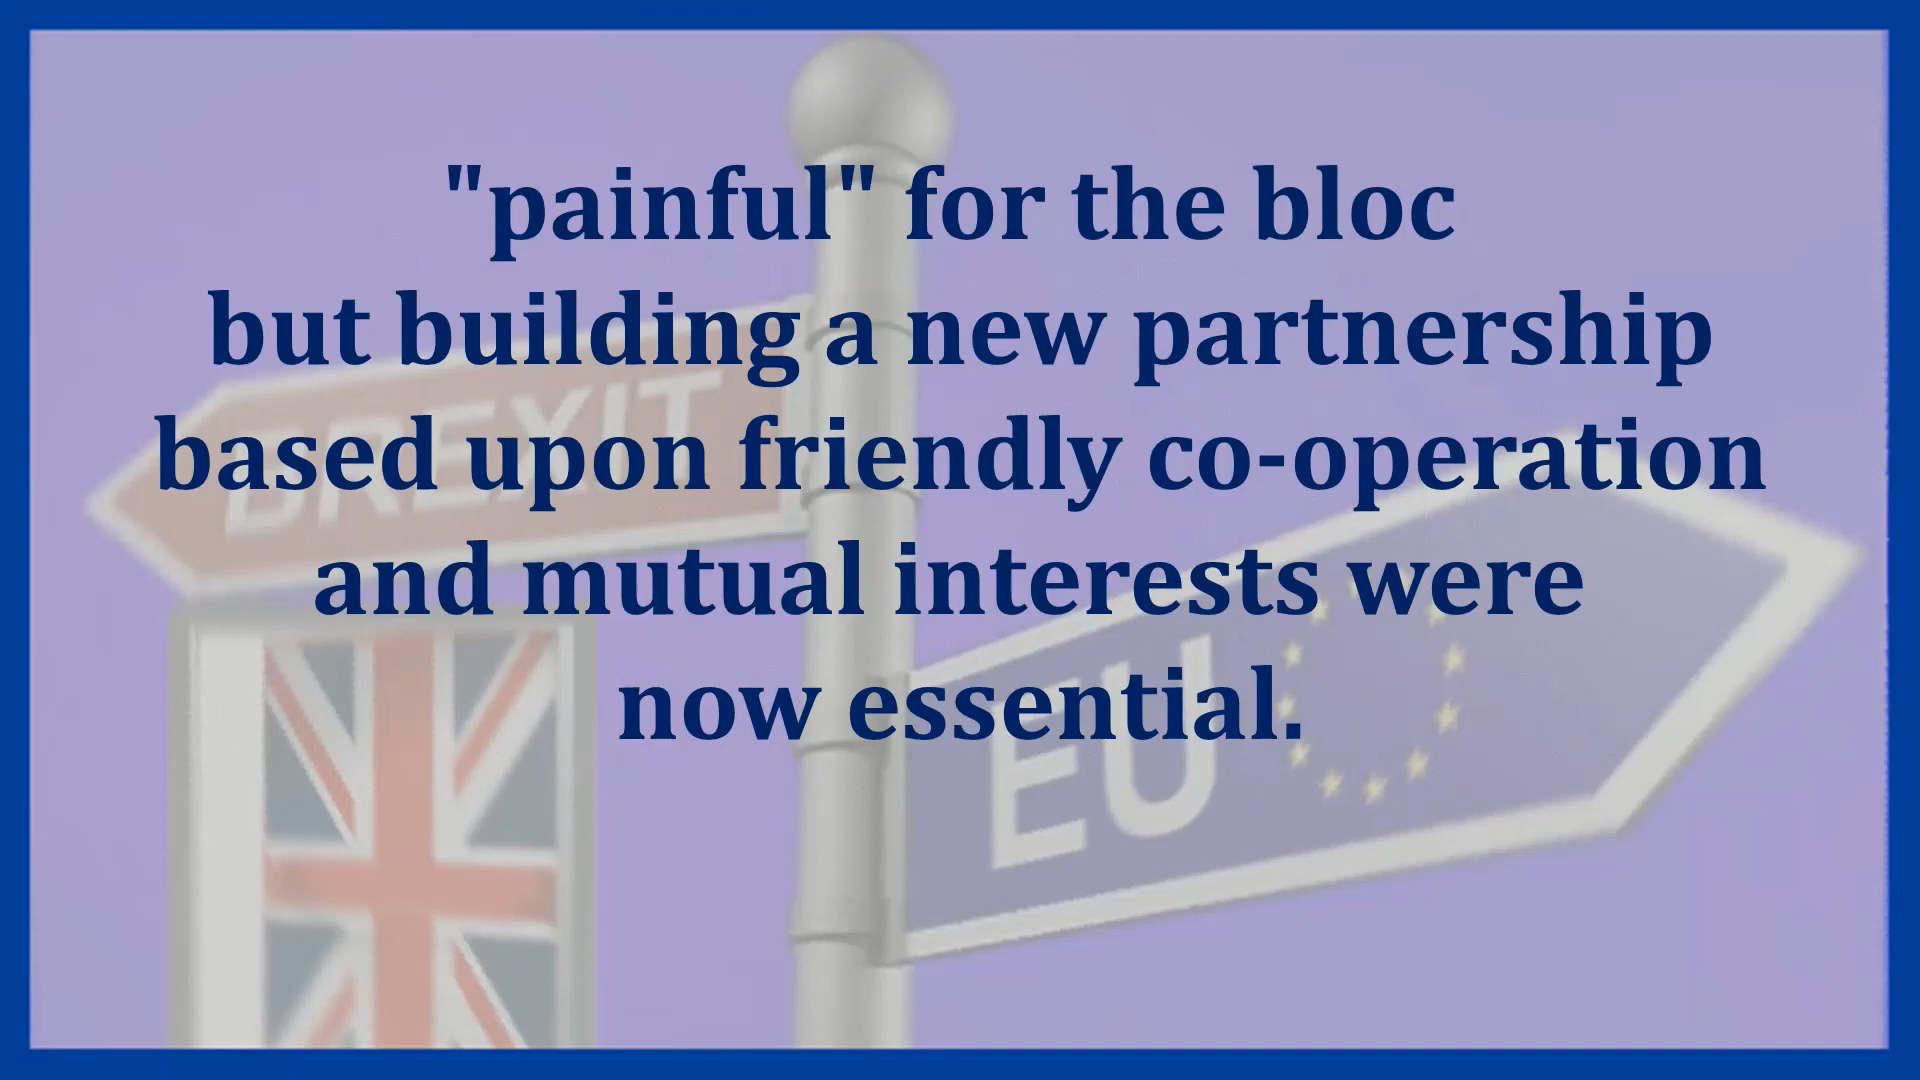 "painful" for the bloc
but building a new partnership
based upon friendly co-operation
and mutual interests were
now essential.
BREXIT
EU